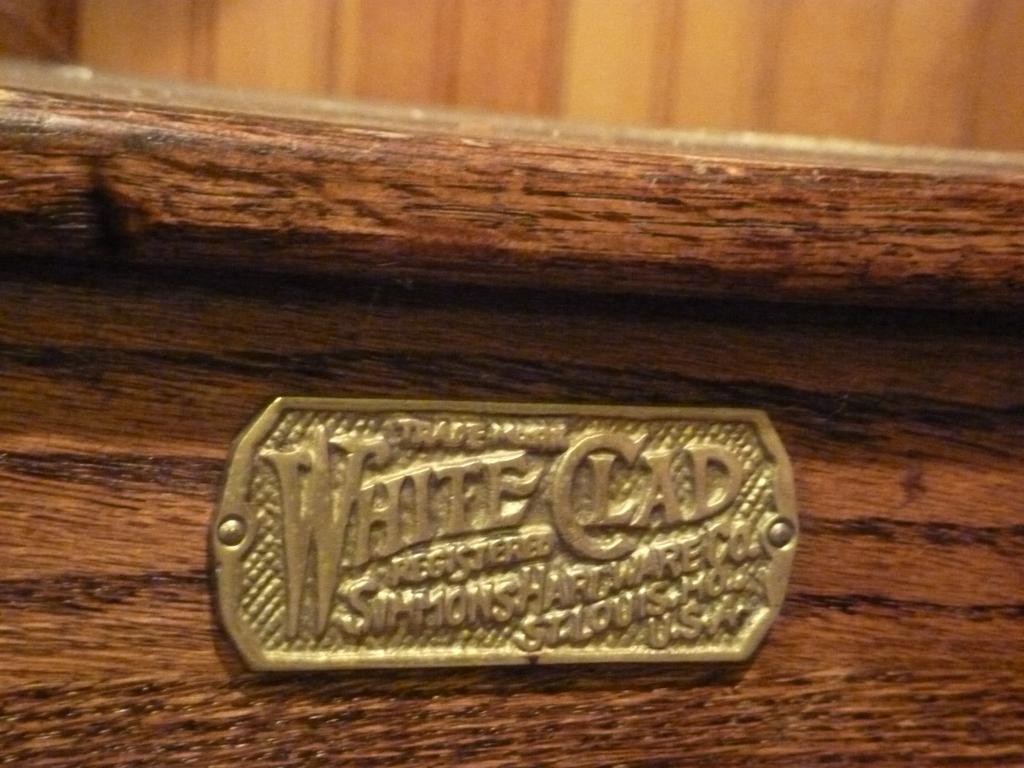 TRADE MARK
WHITE CLAD
REGISTERED
SIMMONS HARDWARE CO.
ST. LOUIS, MO.
U.S.A.